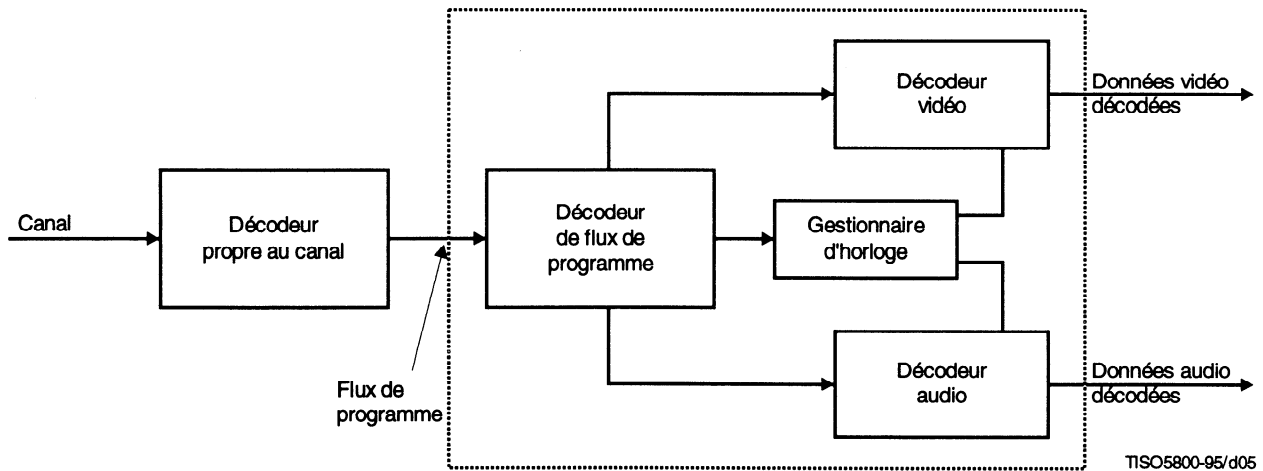 Canal
Décodeur
propre au canal
Flux de
programme
Décodeur
de flux de
programme
Gestionnaire
d'horloge
Décodeur
vidéo
Données vidéo
décodées
Décodeur
audio
Données audio
décodées
TISO5800-95/d05